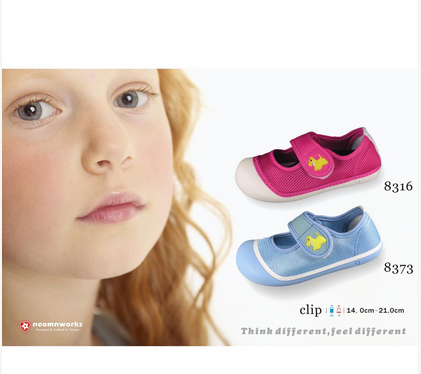 8316
8373
clip 14.0cm-21.0cm
neomnworks
Think different,feel different